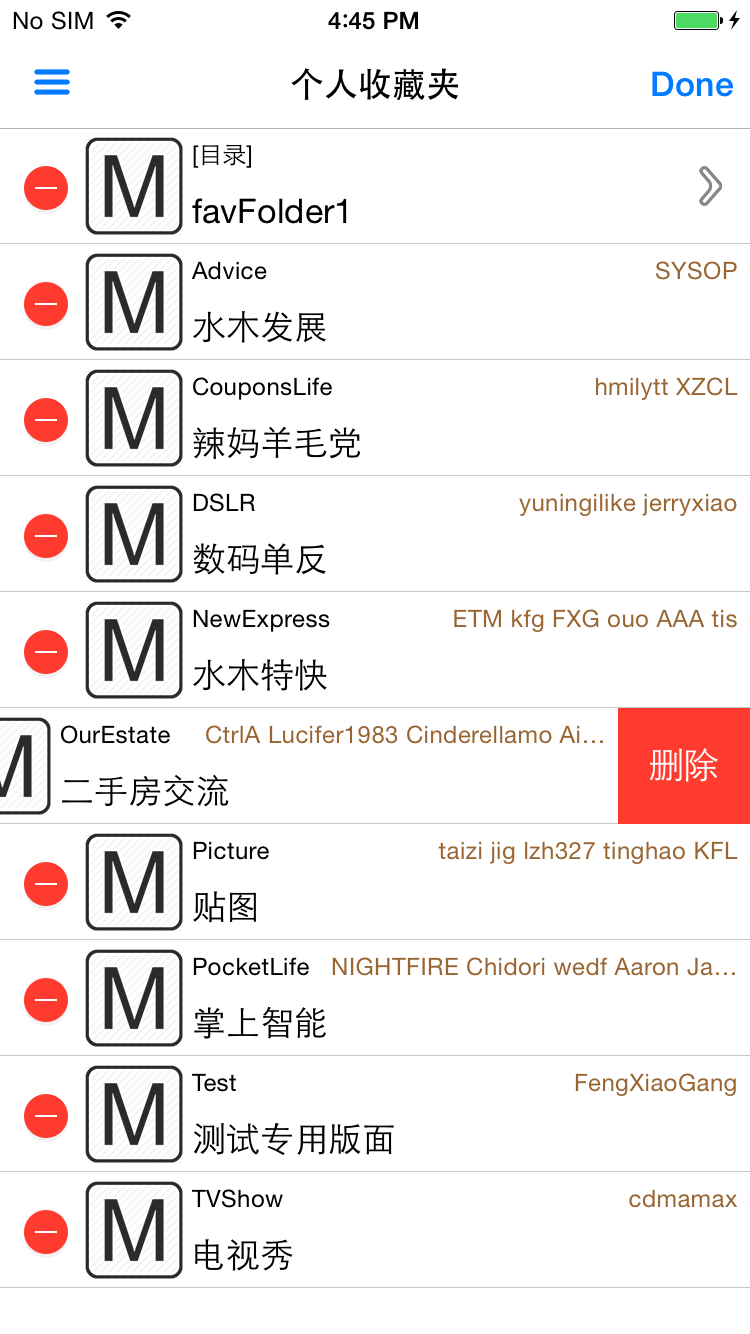 No SIM 4:45 PM
个人收藏夹 Done
M [目录]
favFolder1
M Advice SYSOP
水木发展
M CouponsLife hmilytt XZCL
辣妈羊毛党
M DSLR yuningilike jerryxiao
数码单反
M NewExpress ETM kfg FXG ouo AAA tis
水木特快
M OurEstate CtrlA Lucifer1983 Cinderellamo Ai...
二手房交流 删除
M Picture taizi jig lzh327 tinghao KFL
贴图
M PocketLife NIGHTFIRE Chidori wedf Aaron Ja...
掌上智能
M Test FengXiaoGang
测试专用版面
M TVShow cdmamax
电视秀